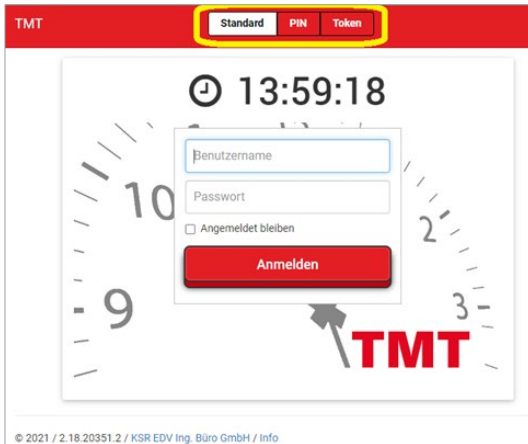 TMT Standard PIN Token
13:59:18
Benutzername
10
Passwort
2
Angemeldet bleiben
Anmelden
9
3
TMT
© 2021 / 2.18.20351.2 / KSR EDV Ing. Büro GmbH / Info